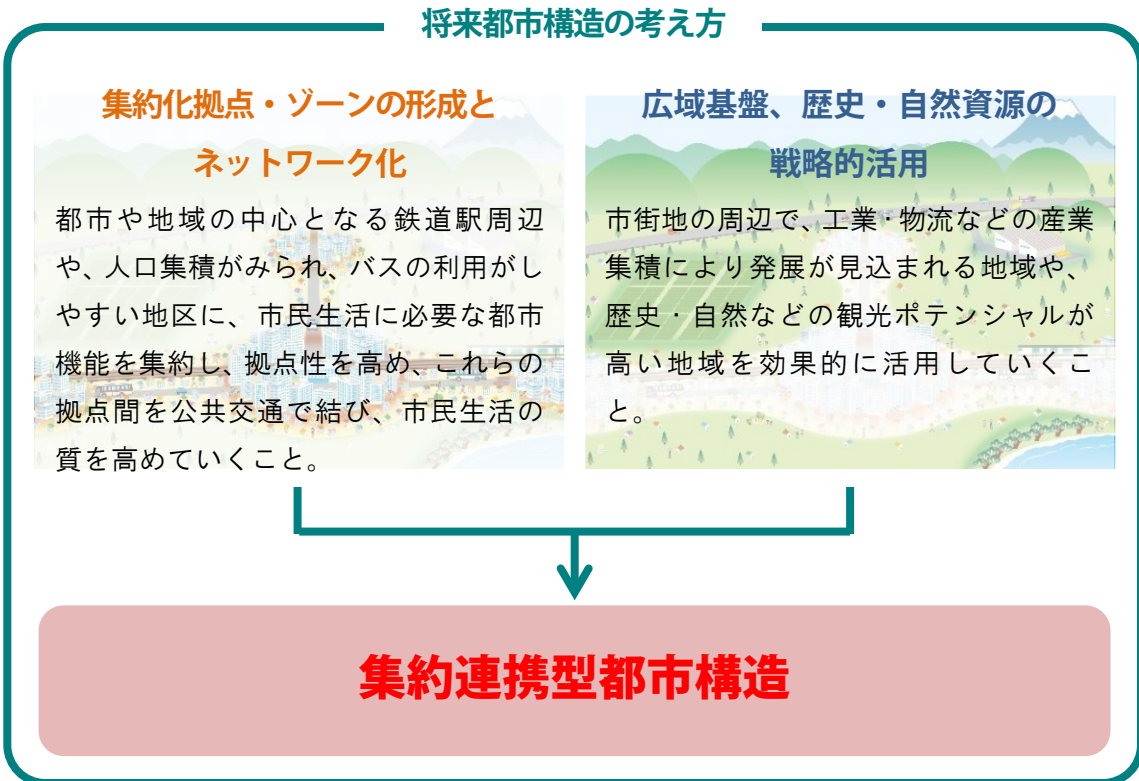 将来都市構造の考え方
集約化拠点・ゾーンの形成と
ネットワーク化
都市や地域の中心となる鉄道駅周辺
や、人口集積がみられ、バスの利用がし
やすい地区に、市民生活に必要な都市
機能を集約し、拠点性を高め、これらの
拠点間を公共交通で結び、市民生活の
質を高めていくこと。
広域基盤、歴史・自然資源の
戦略的活用
市街地の周辺で、工業・物流などの産業
集積により発展が見込まれる地域や、
歴史・自然などの観光ポテンシャルが
高い地域を効果的に活用していくこ
と。
集約連携型都市構造